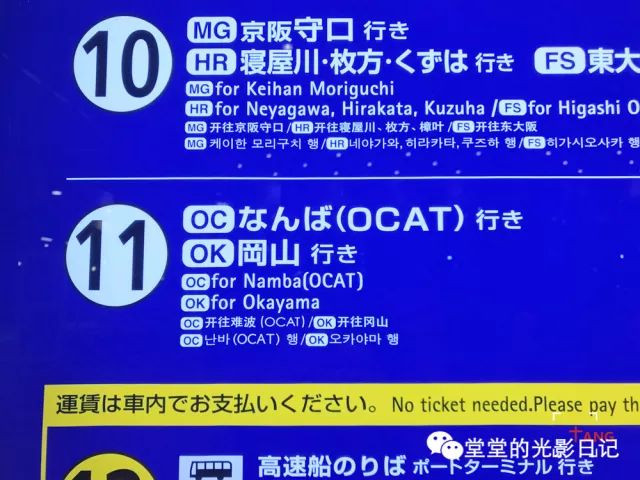 10
MG 京阪守口 行き
HR 寝屋川・枚方・くずは 行き FS 東大
MG for Keihan Moriguchi
HR for Neyagawa, Hirakata, Kuzuha / FS for Higashi O
MG 开往京阪守口 / HR 开往寝屋川、枚方、樟叶 / FS 开往东大阪
MG 케이한 모리구치 행 / HR 네야가와, 히라카타, 쿠즈하 행 / FS 히가시오사카 행
11
OC なんば(OCAT) 行き
OK 岡山 行き
OC for Namba(OCAT)
OK for Okayama
OC 开往难波 (OCAT) / OK 开往冈山
OC 난바 (OCAT) 행 / OK 오카야마 행
運賃は車内でお支払いください。 No ticket needed.Please pay th
TANG
堂堂的光影日记
高速船のりば ポートターミナル 行き